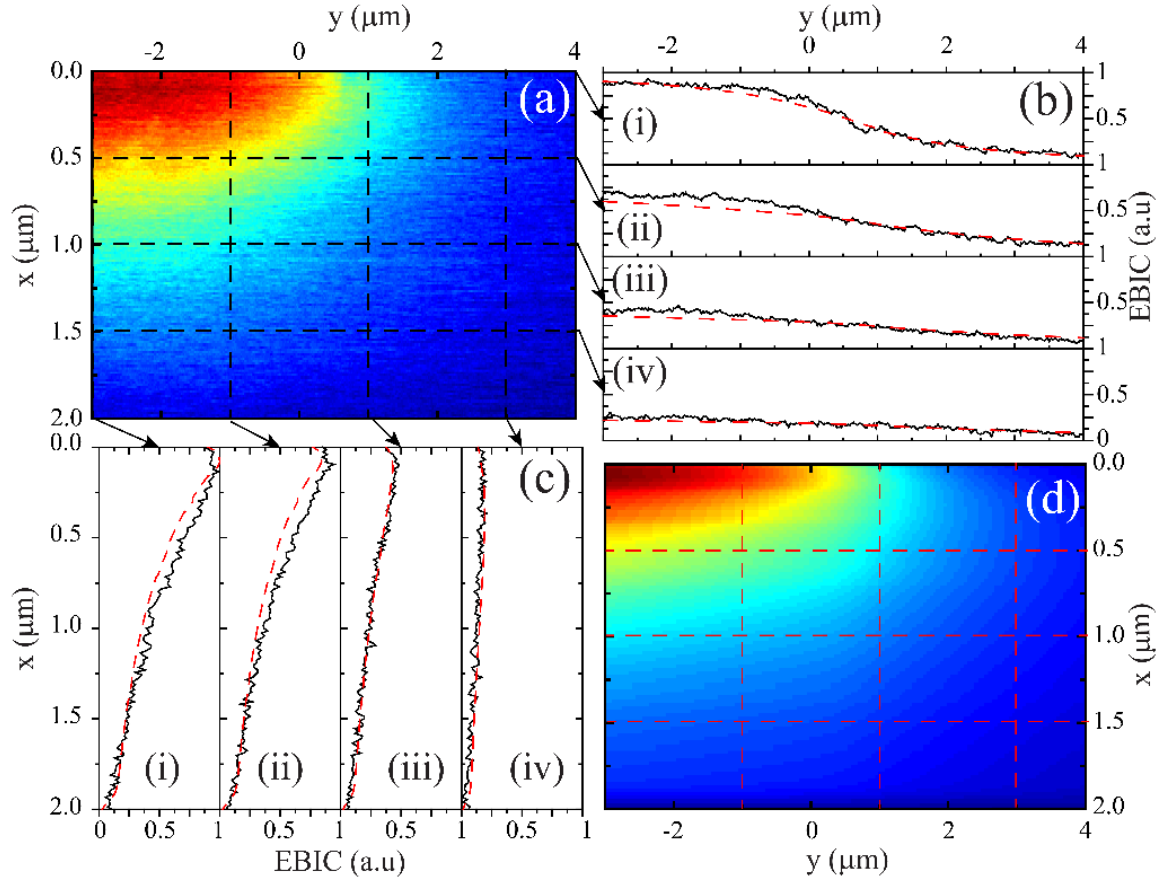 y (μm)
y (μm)
-2 0 2 4
-2 0 2 4
0.0
0.5
1.0
1.5
2.0
x (μm)
(a)
(b)
(i)
(ii)
(iii)
(iv)
1
0.5
1
0.5
1
0.5
1
0.5
0
EBIC (a.u)
0.0
0.5
1.0
1.5
2.0
x (μm)
(c)
(i) (ii) (iii) (iv)
0 0.5 1 0.5 1 0.5 1 0.5 1
EBIC (a.u)
(d)
0.0
0.5
1.0
1.5
2.0
x (μm)
-2 0 2 4
y (μm)